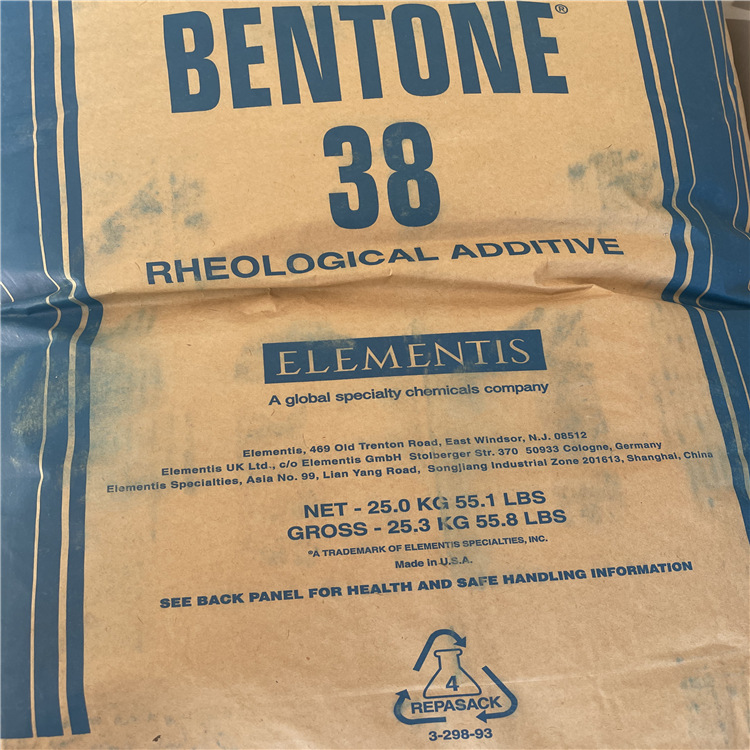 BENTONE®
38
RHEOLOGICAL ADDITIVE
ELEMENTIS
A global specialty chemicals company
Elementis, 469 Old Trenton Road, East Windsor, N.J. 08512
Elementis UK Ltd., c/o Elementis GmbH Stolberger Str. 370 50933 Cologne, Germany
Elementis Specialties, Asia No. 99, Lian Yang Road, Songjiang Industrial Zone 201613, Shanghai, China
NET - 25.0 KG 55.1 LBS
GROSS - 25.3 KG 55.8 LBS
®A TRADEMARK OF ELEMENTIS SPECIALTIES, INC.
Made in U.S.A.
SEE BACK PANEL FOR HEALTH AND SAFE HANDLING INFORMATION
4
REPASACK
3-298-93